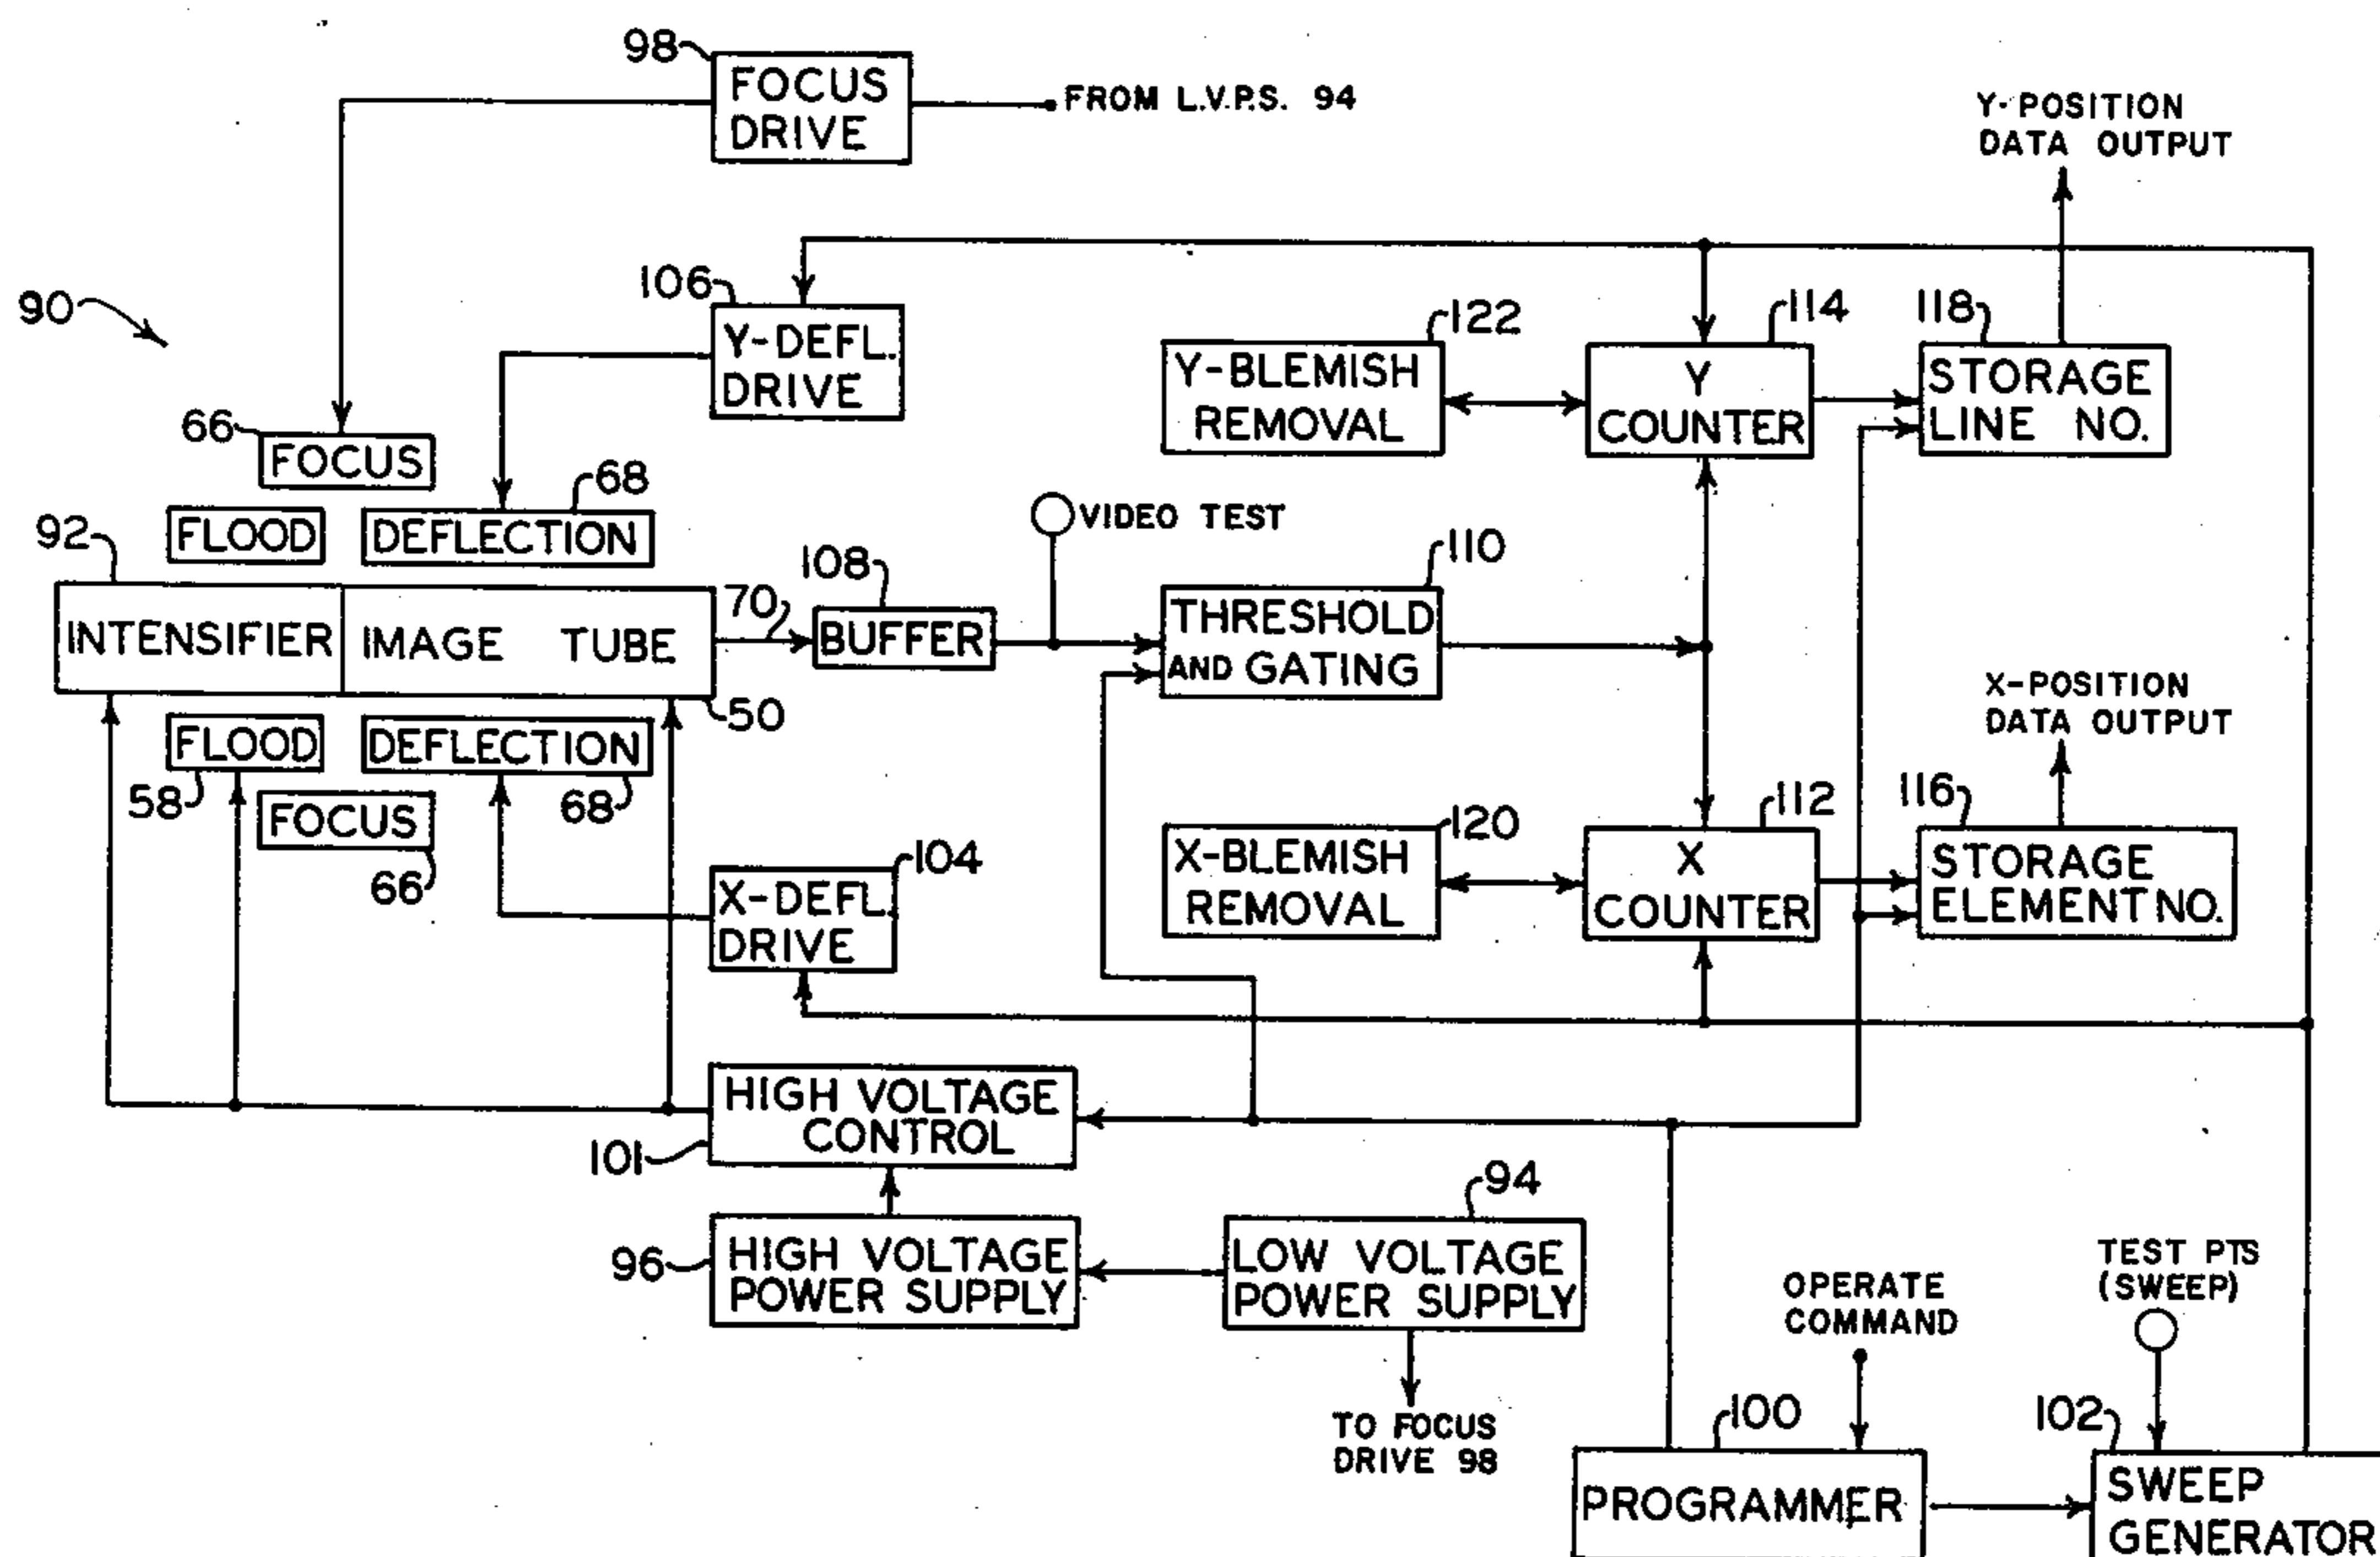 98
FOCUS
DRIVE
FROM L.V.P.S. 94
Y-POSITION
DATA OUTPUT
90
106
Y-DEFL.
DRIVE
122
Y-BLEMISH
REMOVAL
114
Y
COUNTER
118
STORAGE
LINE NO.
66
FOCUS
68
92
FLOOD
DEFLECTION
VIDEO TEST
108
110
INTENSIFIER
IMAGE TUBE
70
BUFFER
THRESHOLD
AND GATING
50
X-POSITION
DATA OUTPUT
FLOOD
DEFLECTION
58
68
FOCUS
66
104
X-DEFL.
DRIVE
120
X-BLEMISH
REMOVAL
112
X
COUNTER
116
STORAGE
ELEMENT NO.
HIGH VOLTAGE
CONTROL
101
94
96
HIGH VOLTAGE
POWER SUPPLY
LOW VOLTAGE
POWER SUPPLY
TO FOCUS
DRIVE 98
OPERATE
COMMAND
TEST PTS
(SWEEP)
100
PROGRAMMER
102
SWEEP
GENERATOR